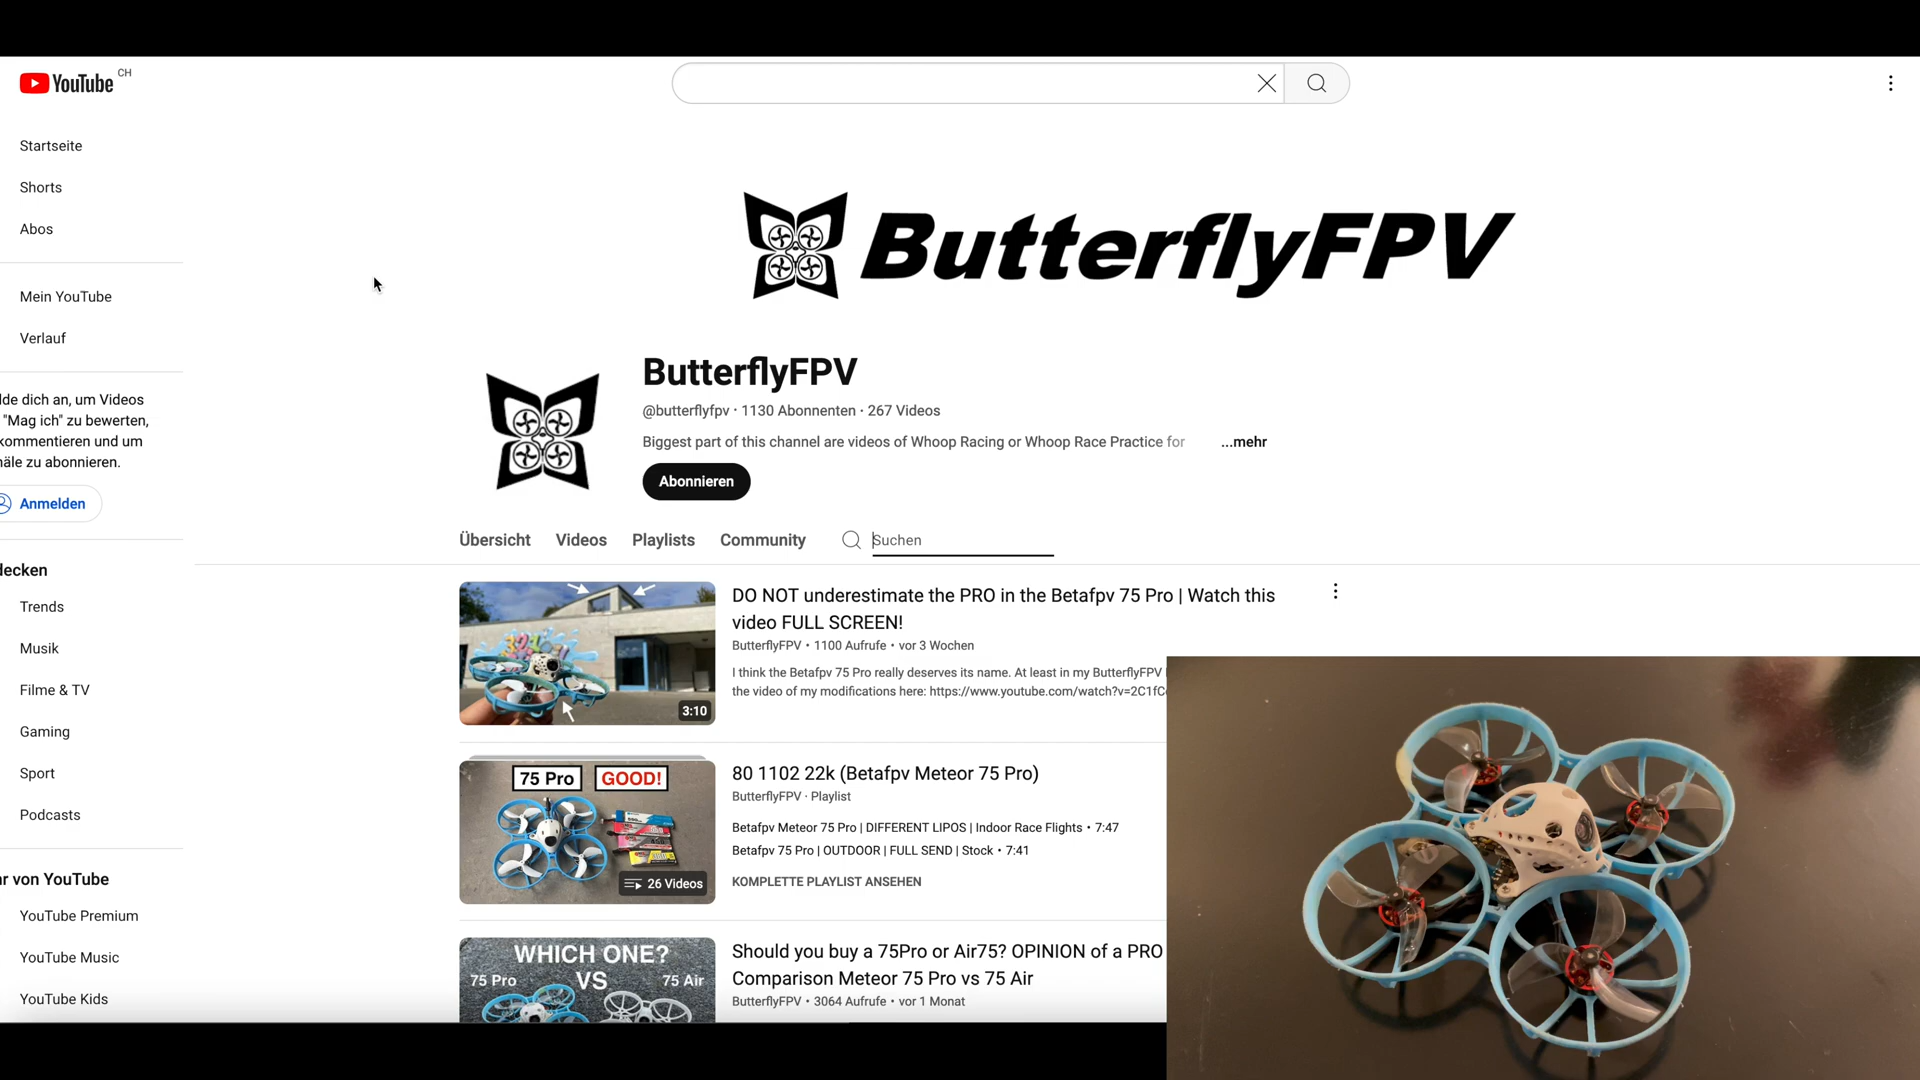 YouTube CH
Startseite
Shorts
Abos
Mein YouTube
Verlauf
lde dich an, um Videos
"Mag ich" zu bewerten,
kommentieren und um
näle zu abonnieren.
Anmelden
decken
Trends
Musik
Filme & TV
Gaming
Sport
Podcasts
r von YouTube
YouTube Premium
YouTube Music
YouTube Kids
ButterflyFPV
ButterflyFPV
@butterflyfpv · 1130 Abonnenten · 267 Videos
Biggest part of this channel are videos of Whoop Racing or Whoop Race Practice for ...mehr
Abonnieren
Übersicht Videos Playlists Community Suchen
3:10
DO NOT underestimate the PRO in the Betafpv 75 Pro | Watch this
video FULL SCREEN!
ButterflyFPV • 1100 Aufrufe • vor 3 Wochen
I think the Betafpv 75 Pro really deserves its name. At least in my ButterflyFPV
the video of my modifications here: https://www.youtube.com/watch?v=2C1fC
75 Pro GOOD!
26 Videos
80 1102 22k (Betafpv Meteor 75 Pro)
ButterflyFPV · Playlist
Betafpv Meteor 75 Pro | DIFFERENT LIPOS | Indoor Race Flights • 7:47
Betafpv 75 Pro | OUTDOOR | FULL SEND | Stock • 7:41
KOMPLETTE PLAYLIST ANSEHEN
WHICH ONE?
75 Pro VS 75 Air
Should you buy a 75Pro or Air75? OPINION of a PRO
Comparison Meteor 75 Pro vs 75 Air
ButterflyFPV • 3064 Aufrufe • vor 1 Monat